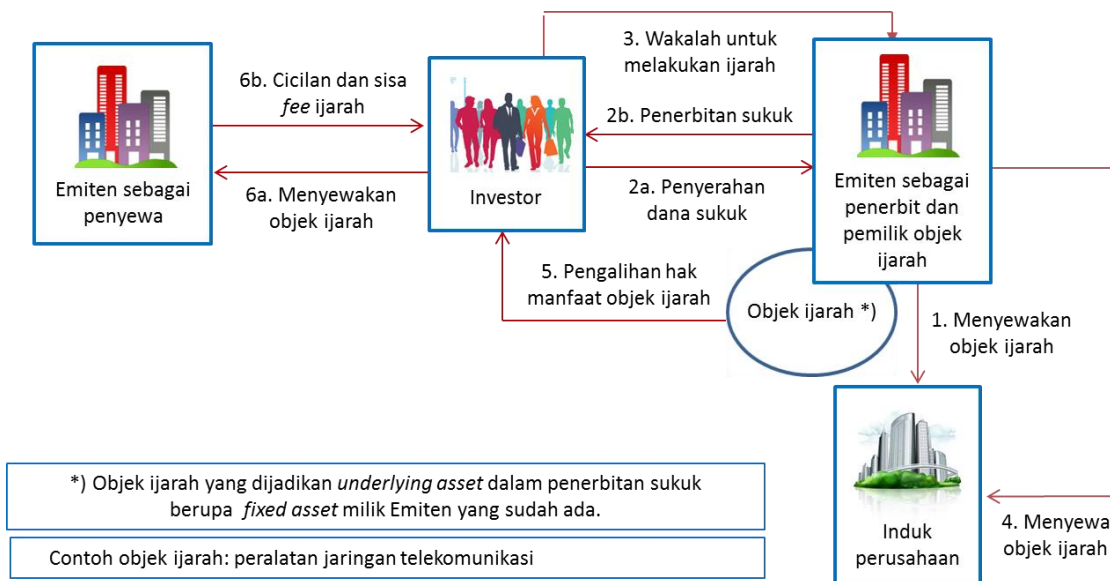 6b. Cicilan dan sisa
fee ijarah
Emiten sebagai
penyewa
6a. Menyewakan
objek ijarah
Investor
3. Wakalah untuk
melakukan ijarah
2b. Penerbitan sukuk
2a. Penyerahan
dana sukuk
Emiten sebagai
penerbit dan
pemilik objek
ijarah
5. Pengalihan hak
manfaat objek ijarah
Objek ijarah *)
1. Menyewakan
objek ijarah
Induk
perusahaan
4. Menyewa
objek ijarah
*) Objek ijarah yang dijadikan underlying asset dalam penerbitan sukuk
berupa fixed asset milik Emiten yang sudah ada.
Contoh objek ijarah: peralatan jaringan telekomunikasi